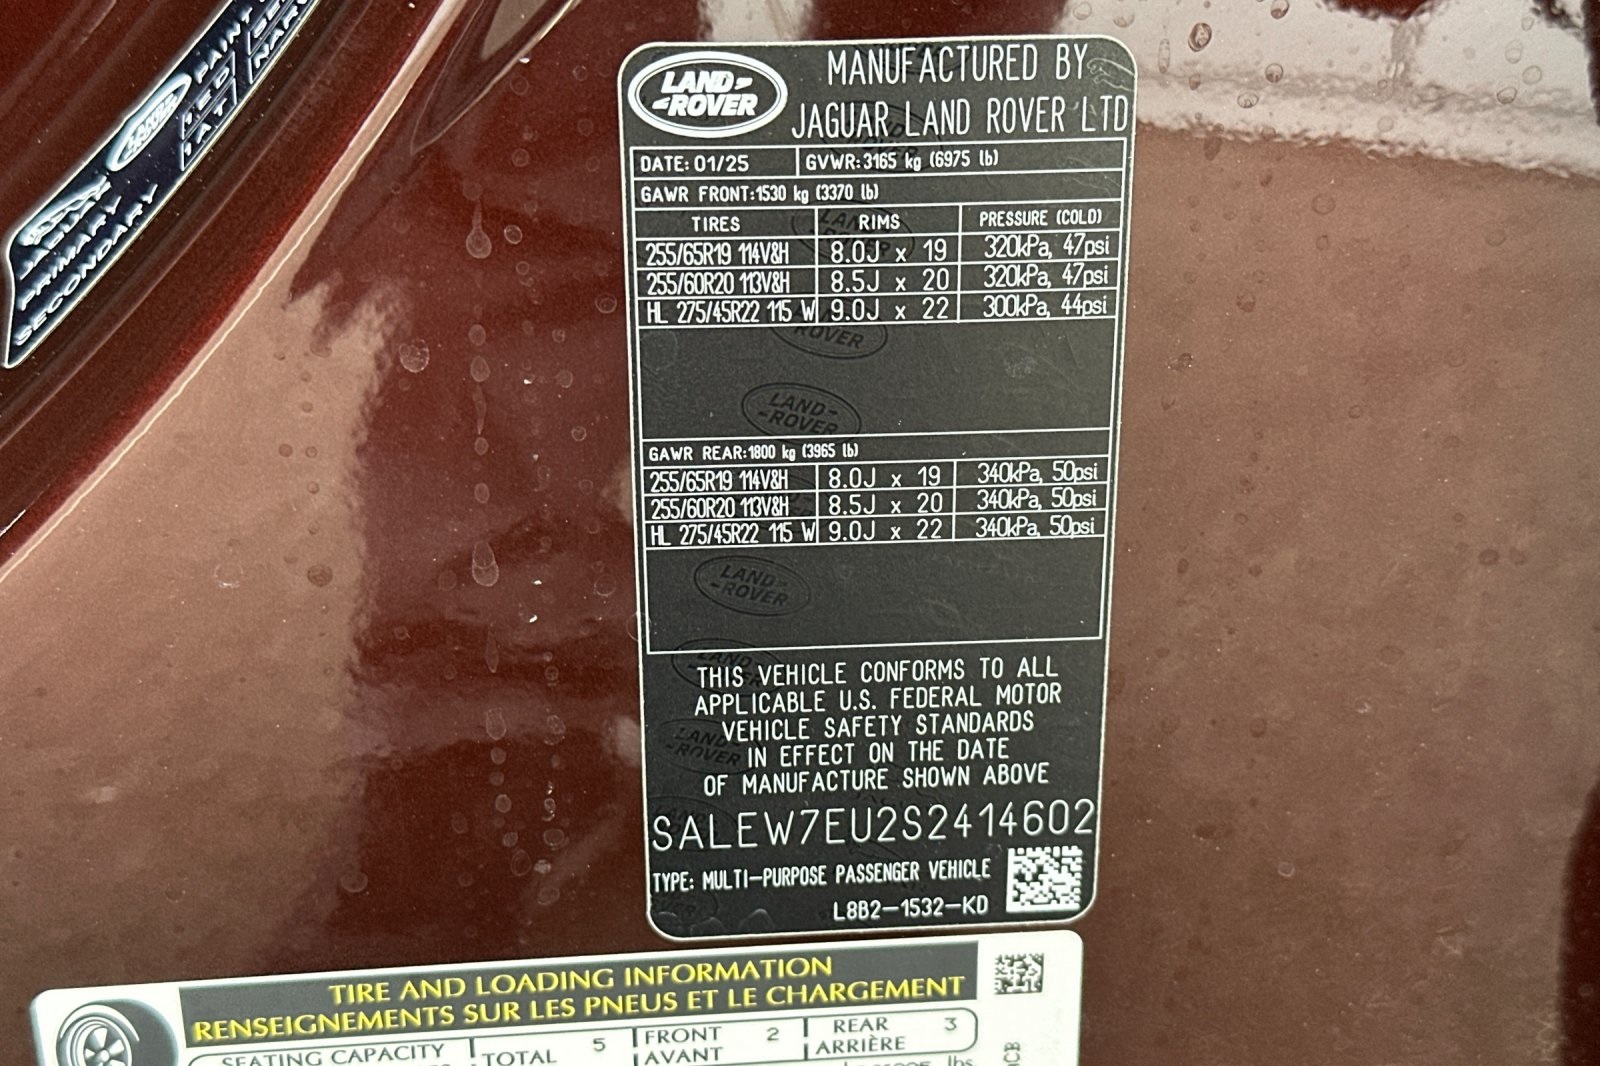 LAND-
-ROVER
MANUFACTURED BY
JAGUAR LAND ROVER LTD
DATE: 01/25 GVWR:3165 kg (6975 lb)
GAWR FRONT:1530 kg (3370 lb)
TIRES RIMS PRESSURE (COLD)
255/65R19 114V&H 8.0J x 19 320kPa, 47psi
255/60R20 113V&H 8.5J x 20 320kPa, 47psi
HL 275/45R22 115 W 9.0J x 22 300kPa, 44psi
GAWR REAR:1800 kg (3965 lb)
255/65R19 114V&H 8.0J x 19 340kPa, 50psi
255/60R20 113V&H 8.5J x 20 340kPa, 50psi
HL 275/45R22 115 W 9.0J x 22 340kPa, 50psi
THIS VEHICLE CONFORMS TO ALL
APPLICABLE U.S. FEDERAL MOTOR
VEHICLE SAFETY STANDARDS
IN EFFECT ON THE DATE
OF MANUFACTURE SHOWN ABOVE
SALEW7EU2S2414602
TYPE: MULTI-PURPOSE PASSENGER VEHICLE
L8B2-1532-KD
TIRE AND LOADING INFORMATION
RENSEIGNEMENTS SUR LES PNEUS ET LE CHARGEMENT
SEATING CAPACITY TOTAL 5 FRONT 2 REAR 3
AVANT ARRIÈRE
lbs
PRIMARY
SECONDARY